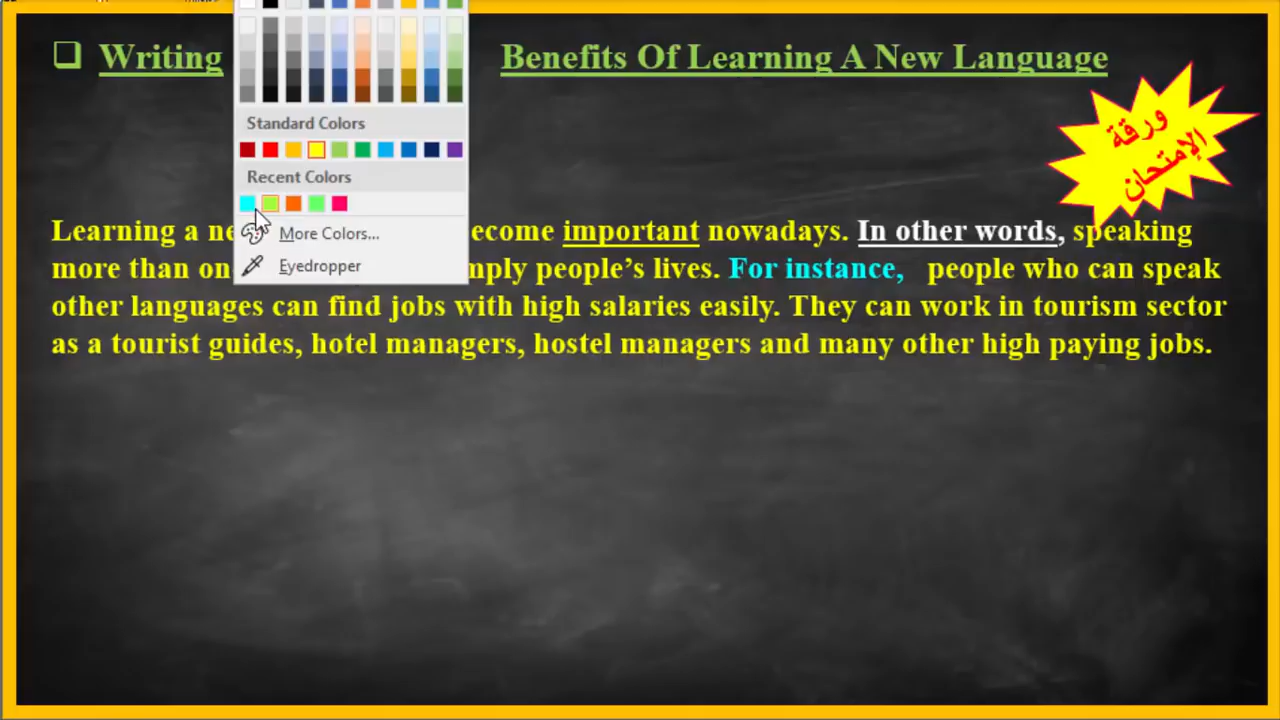 Writing Benefits Of Learning A New Language
ورقة
الإمتحان
Standard Colors
Recent Colors
More Colors...
Eyedropper
Learning a ne ecome important nowadays. In other words, speaking
more than on mply people's lives. For instance, people who can speak
other languages can find jobs with high salaries easily. They can work in tourism sector
as a tourist guides, hotel managers, hostel managers and many other high paying jobs.